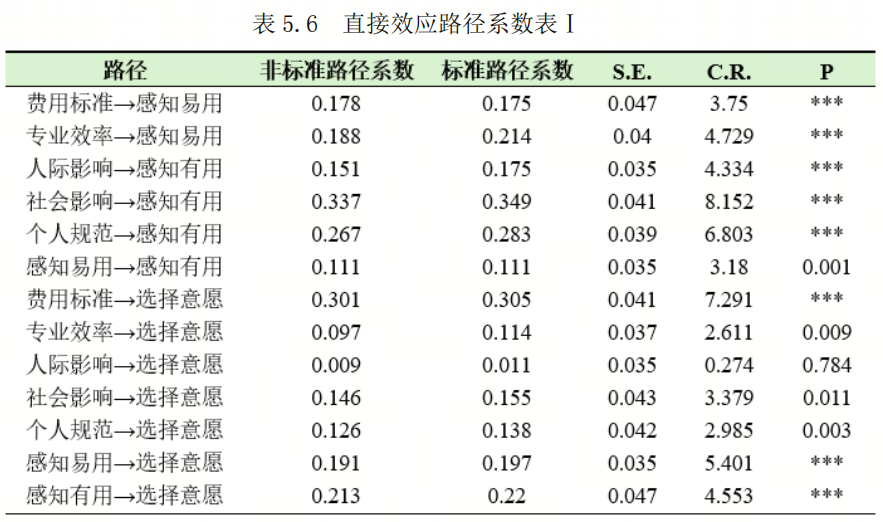 表 5.6 直接效应路径系数表Ⅰ
路径 非标准路径系数 标准路径系数 S.E. C.R. P
费用标准→感知易用 0.178 0.175 0.047 3.75 ***
专业效率→感知易用 0.188 0.214 0.04 4.729 ***
人际影响→感知有用 0.151 0.175 0.035 4.334 ***
社会影响→感知有用 0.337 0.349 0.041 8.152 ***
个人规范→感知有用 0.267 0.283 0.039 6.803 ***
感知易用→感知有用 0.111 0.111 0.035 3.18 0.001
费用标准→选择意愿 0.301 0.305 0.041 7.291 ***
专业效率→选择意愿 0.097 0.114 0.037 2.611 0.009
人际影响→选择意愿 0.009 0.011 0.035 0.274 0.784
社会影响→选择意愿 0.146 0.155 0.043 3.379 0.011
个人规范→选择意愿 0.126 0.138 0.042 2.985 0.003
感知易用→选择意愿 0.191 0.197 0.035 5.401 ***
感知有用→选择意愿 0.213 0.22 0.047 4.553 ***